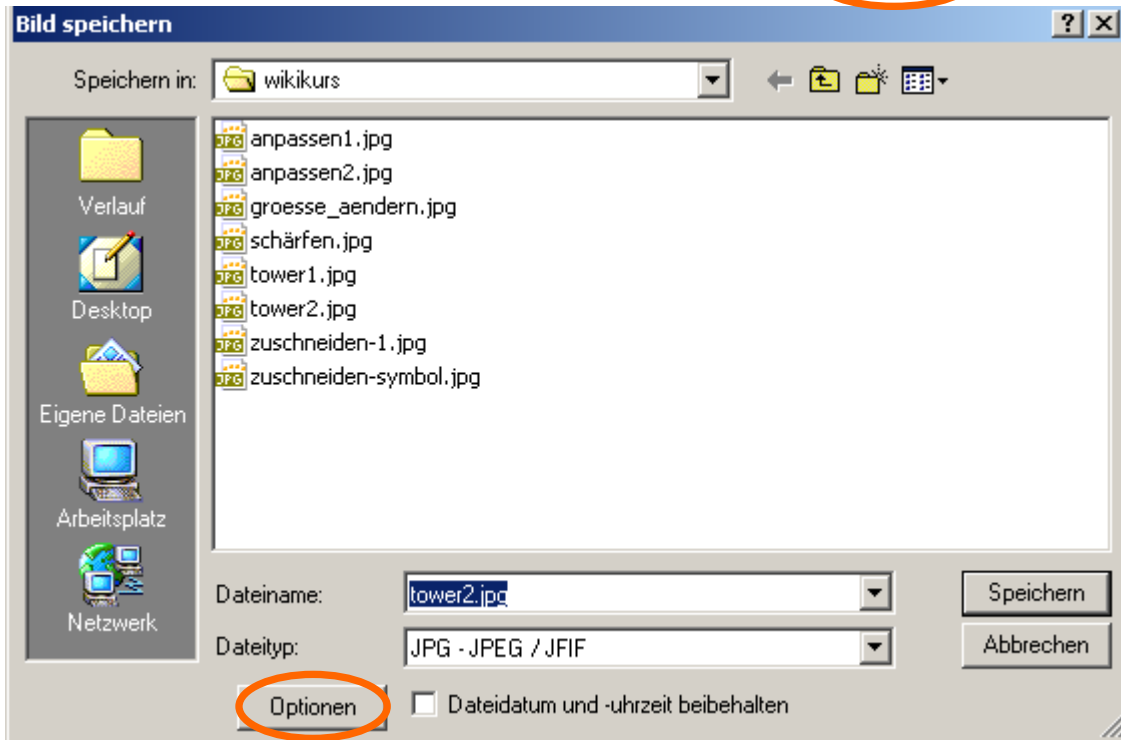 Bild speichern
Speichern in: wikikurs
Verlauf
Desktop
Eigene Dateien
Arbeitsplatz
Netzwerk
anpassen1.jpg
anpassen2.jpg
groesse_aendern.jpg
schärfen.jpg
tower1.jpg
tower2.jpg
zuschneiden-1.jpg
zuschneiden-symbol.jpg
Dateiname: tower2.jpg Speichern
Dateityp: JPG - JPEG / JFIF Abbrechen
Optionen Dateidatum und -uhrzeit beibehalten